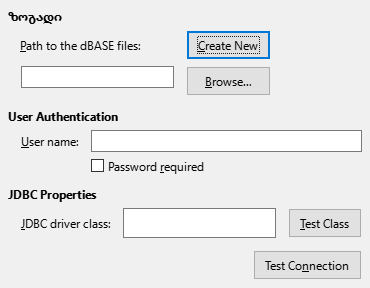 ზოგადი
Path to the dBASE files:
Create New
Browse...
User Authentication
User name:
Password required
JDBC Properties
JDBC driver class:
Test Class
Test Connection